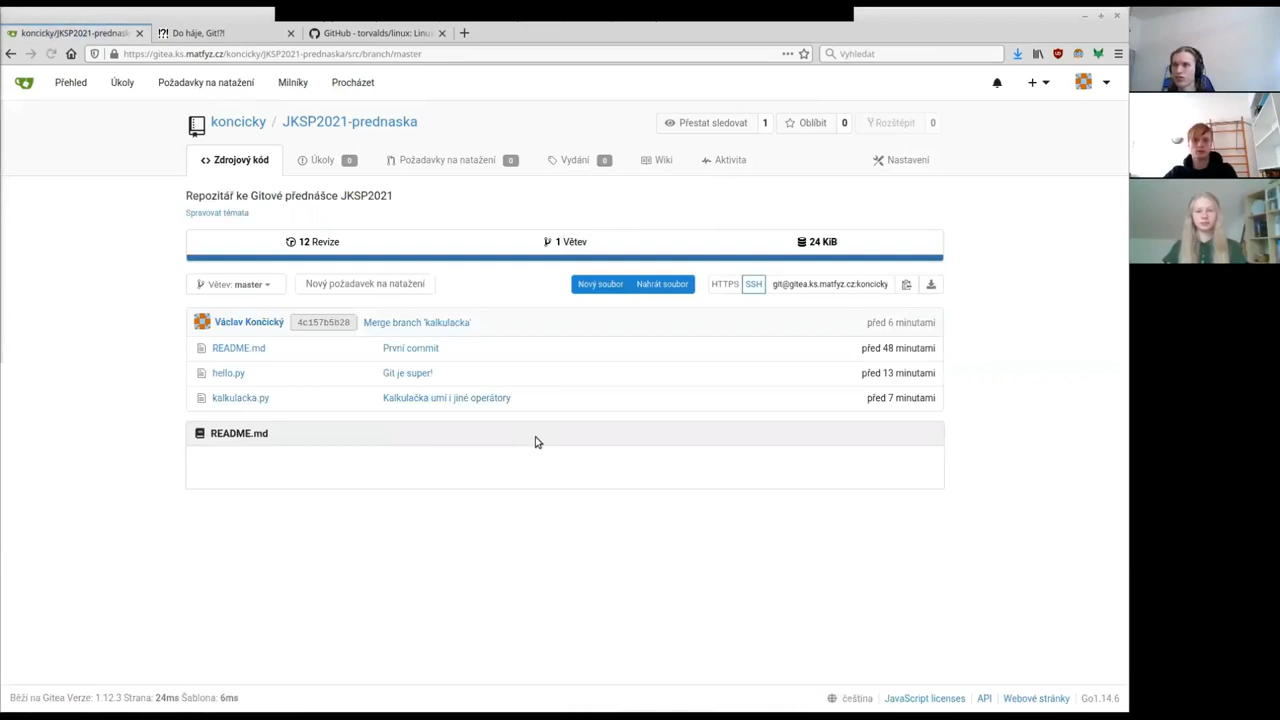 koncicky/JKSP2021-prednask
Do háje, Git!?!
GitHub - torvalds/linux: Linu
https://gitea.ks.matfyz.cz/koncicky/JKSP2021-prednaska/src/branch/master
Vyhledat
Přehled
Úkoly
Požadavky na natažení
Milníky
Procházet
koncicky / JKSP2021-prednaska
Přestat sledovat 1
Oblíbit 0
Rozštěpit 0
Zdrojový kód
Úkoly 0
Požadavky na natažení 0
Vydání 0
Wiki
Aktivita
Nastavení
Repozitář ke Gitové přednášce JKSP2021
Spravovat témata
12 Revize
1 Větev
24 KiB
Větev: master
Nový požadavek na natažení
Nový soubor
Nahrát soubor
HTTPS
SSH
git@gitea.ks.matfyz.cz:koncicky
Václav Končický 4c157b5b28 Merge branch 'kalkulacka' před 6 minutami
README.md První commit před 48 minutami
hello.py Git je super! před 13 minutami
kalkulacka.py Kalkulačka umí i jiné operátory před 7 minutami
README.md
Běží na Gitea Verze: 1.12.3 Strana: 24ms Šablona: 6ms
čeština
JavaScript licenses
API
Webové stránky
Go1.14.6